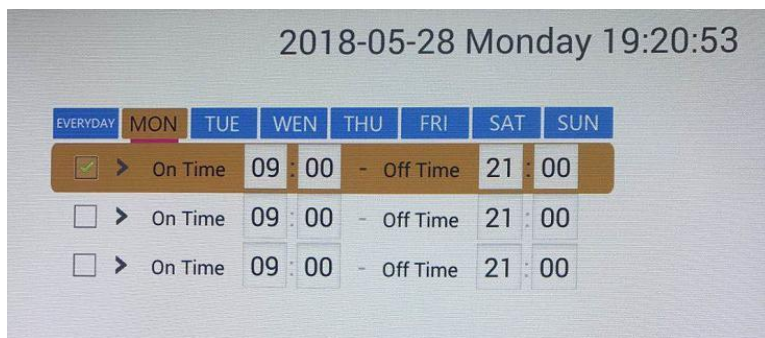 2018-05-28 Monday 19:20:53
EVERYDAY MON TUE WEN THU FRI SAT SUN
On Time 09 : 00 - Off Time 21 : 00
On Time 09 : 00 - Off Time 21 : 00
On Time 09 : 00 - Off Time 21 : 00